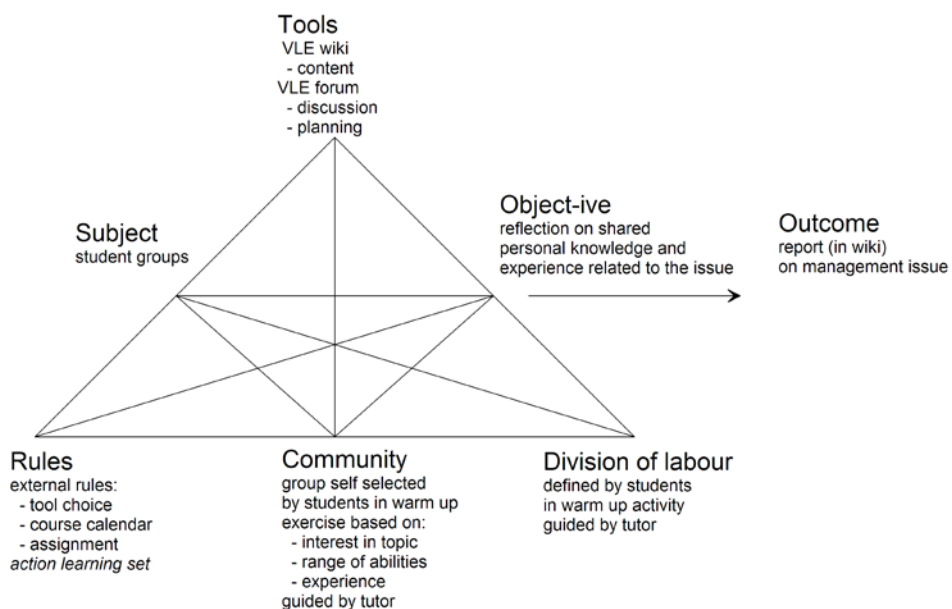 Tools
VLE wiki
- content
VLE forum
- discussion
- planning
Subject
student groups
Object-ive
reflection on shared
personal knowledge and
experience related to the issue
Outcome
report (in wiki)
on management issue
Rules
external rules:
- tool choice
- course calendar
- assignment
action learning set
Community
group self selected
by students in warm up
exercise based on:
- interest in topic
- range of abilities
- experience
guided by tutor
Division of labour
defined by students
in warm up activity
guided by tutor